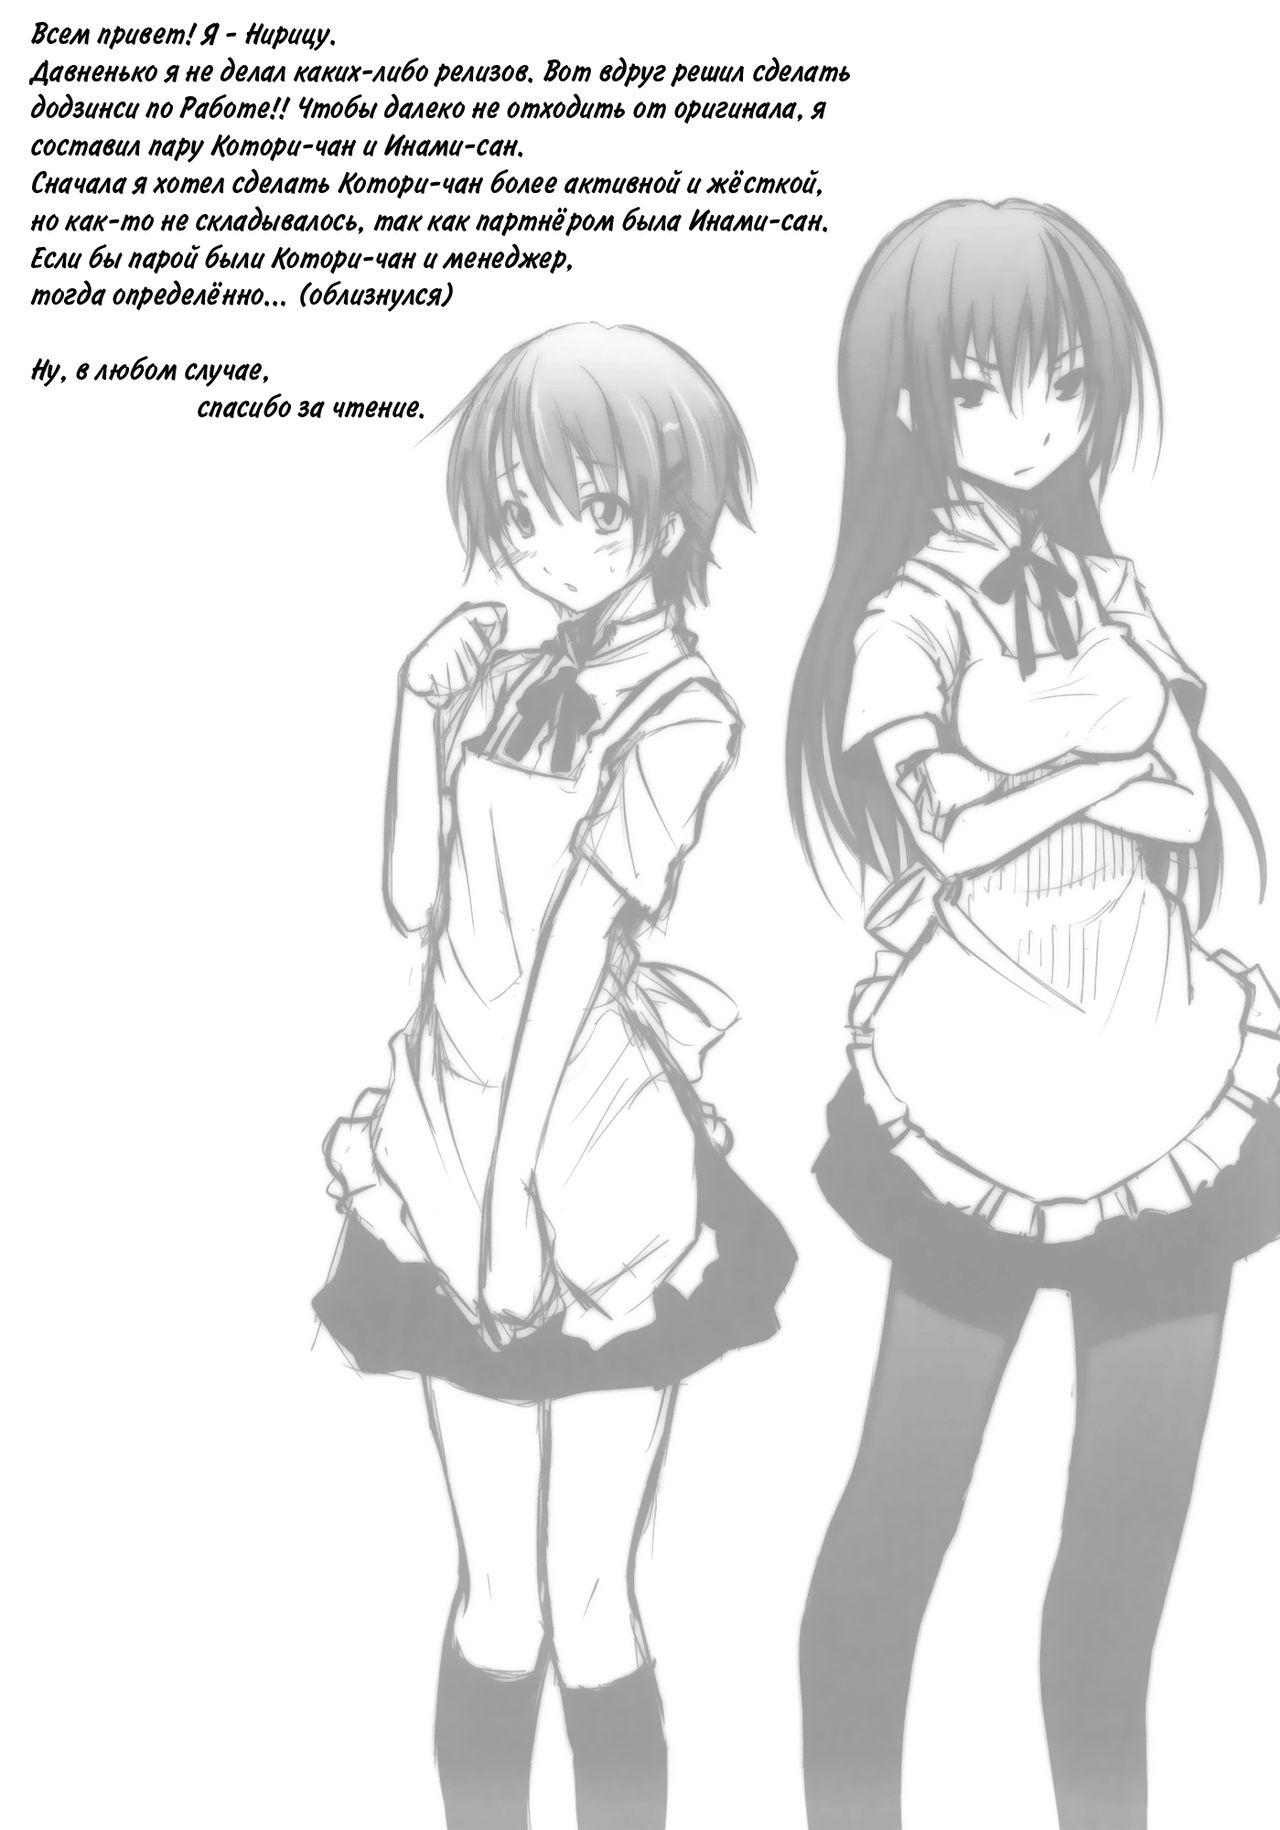 Всем привет! Я - Нирицу.
Давненько я не делал каких-либо релизов. Вот вдруг решил сделать
додзинси по Работе!! Чтобы далеко не отходить от оригинала, я
составил пару Котори-чан и Инами-сан.
Сначала я хотел сделать Котори-чан более активной и жёсткой,
но как-то не складывалось, так как партнёром была Инами-сан.
Если бы парой были Котори-чан и менеджер,
тогда определённо... (облизнулся)
Ну, в любом случае,
спасибо за чтение.